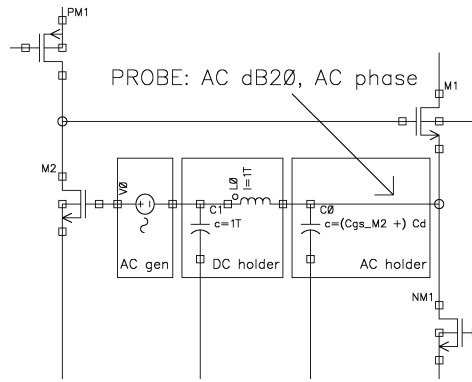 PM1
PROBE: AC dB20, AC phase
M1
M2
V0
L0
l=1T
C1
c=1T
C0
c=(Cgs_M2 +) Cd
AC gen
DC holder
AC holder
NM1